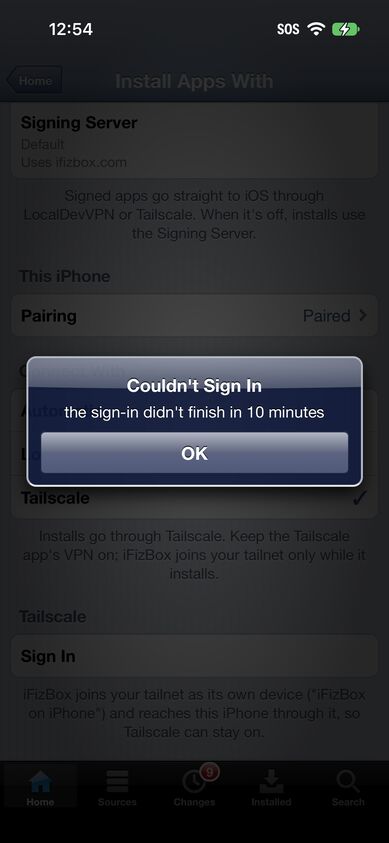 12:54
SOS
Home
Install Apps With
Signing Server
Default
Uses ifizbox.com
Signed apps go straight to iOS through
LocalDevVPN or Tailscale. When it's off, installs use
the Signing Server.
This iPhone
Pairing
Paired
Connect With
Couldn't Sign In
the sign-in didn't finish in 10 minutes
OK
Tailscale
Installs go through Tailscale. Keep the Tailscale
app's VPN on; iFizBox joins your tailnet only while it
installs.
Tailscale
Sign In
iFizBox joins your tailnet as its own device ("iFizBox
on iPhone") and reaches this iPhone through it, so
Tailscale can stay on.
9
Home
Sources
Changes
Installed
Search